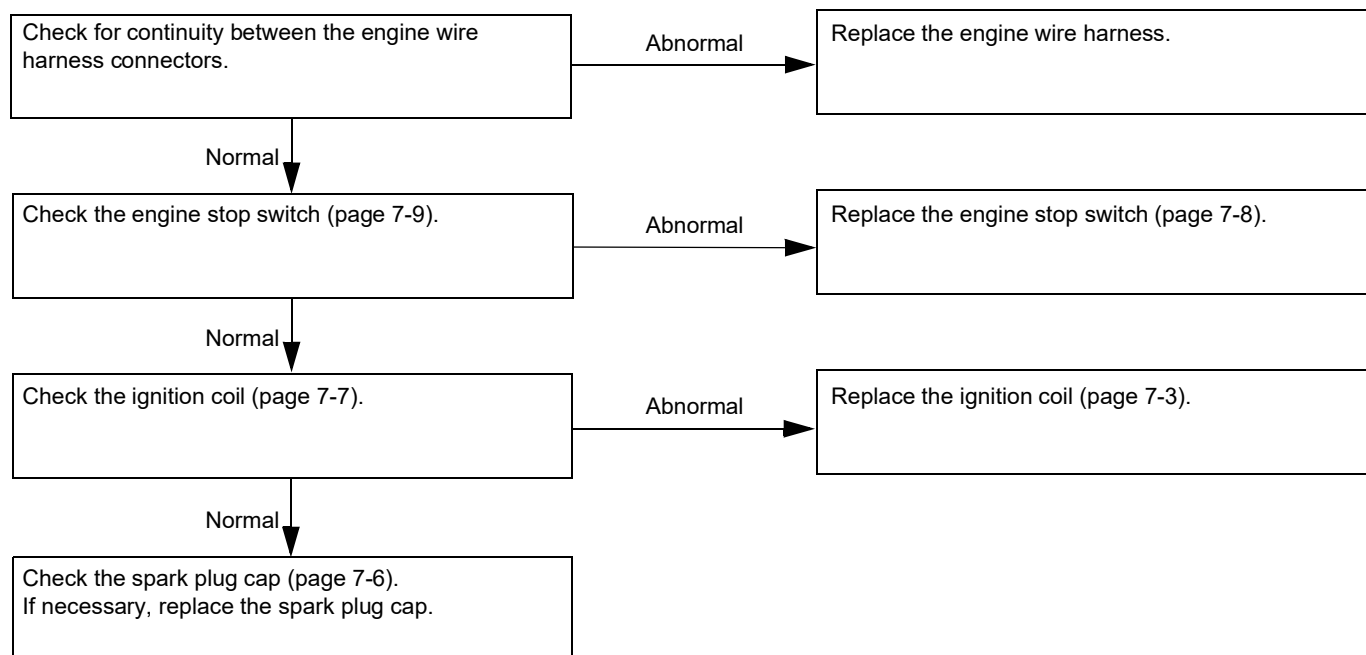 Check for continuity between the engine wire
harness connectors.
Abnormal
Replace the engine wire harness.
Normal
Check the engine stop switch (page 7-9).
Abnormal
Replace the engine stop switch (page 7-8).
Normal
Check the ignition coil (page 7-7).
Abnormal
Replace the ignition coil (page 7-3).
Normal
Check the spark plug cap (page 7-6).
If necessary, replace the spark plug cap.